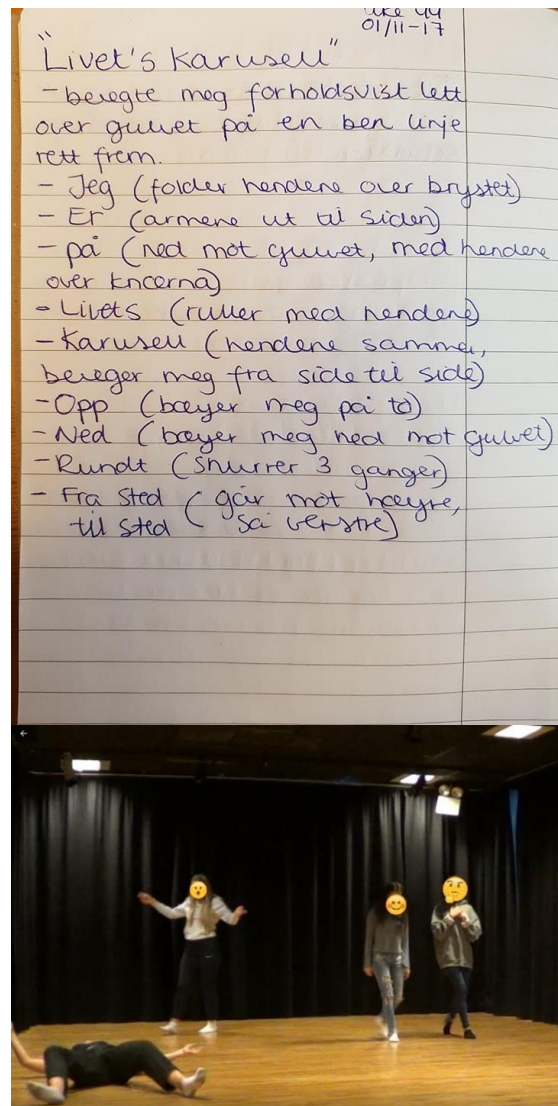 uke 44
01/11-17
"Livet's karusell"
- bevegte meg forholdsvist lett
over gulvet på en ben linje
rett frem.
- Jeg (folder hendene over brystet)
- Er (armene ut til siden)
- på (ned mot gulvet, med hendene
over knærna)
- Livets (ruller med hendene)
- Karusell (hendene sammen,
beveger meg fra side til side)
- Opp (bøyer meg på tå)
- Ned (bøyer meg ned mot gulvet)
- Rundt (snurrer 3 ganger)
- Fra sted (går mot høyre,
til sted så venstre)